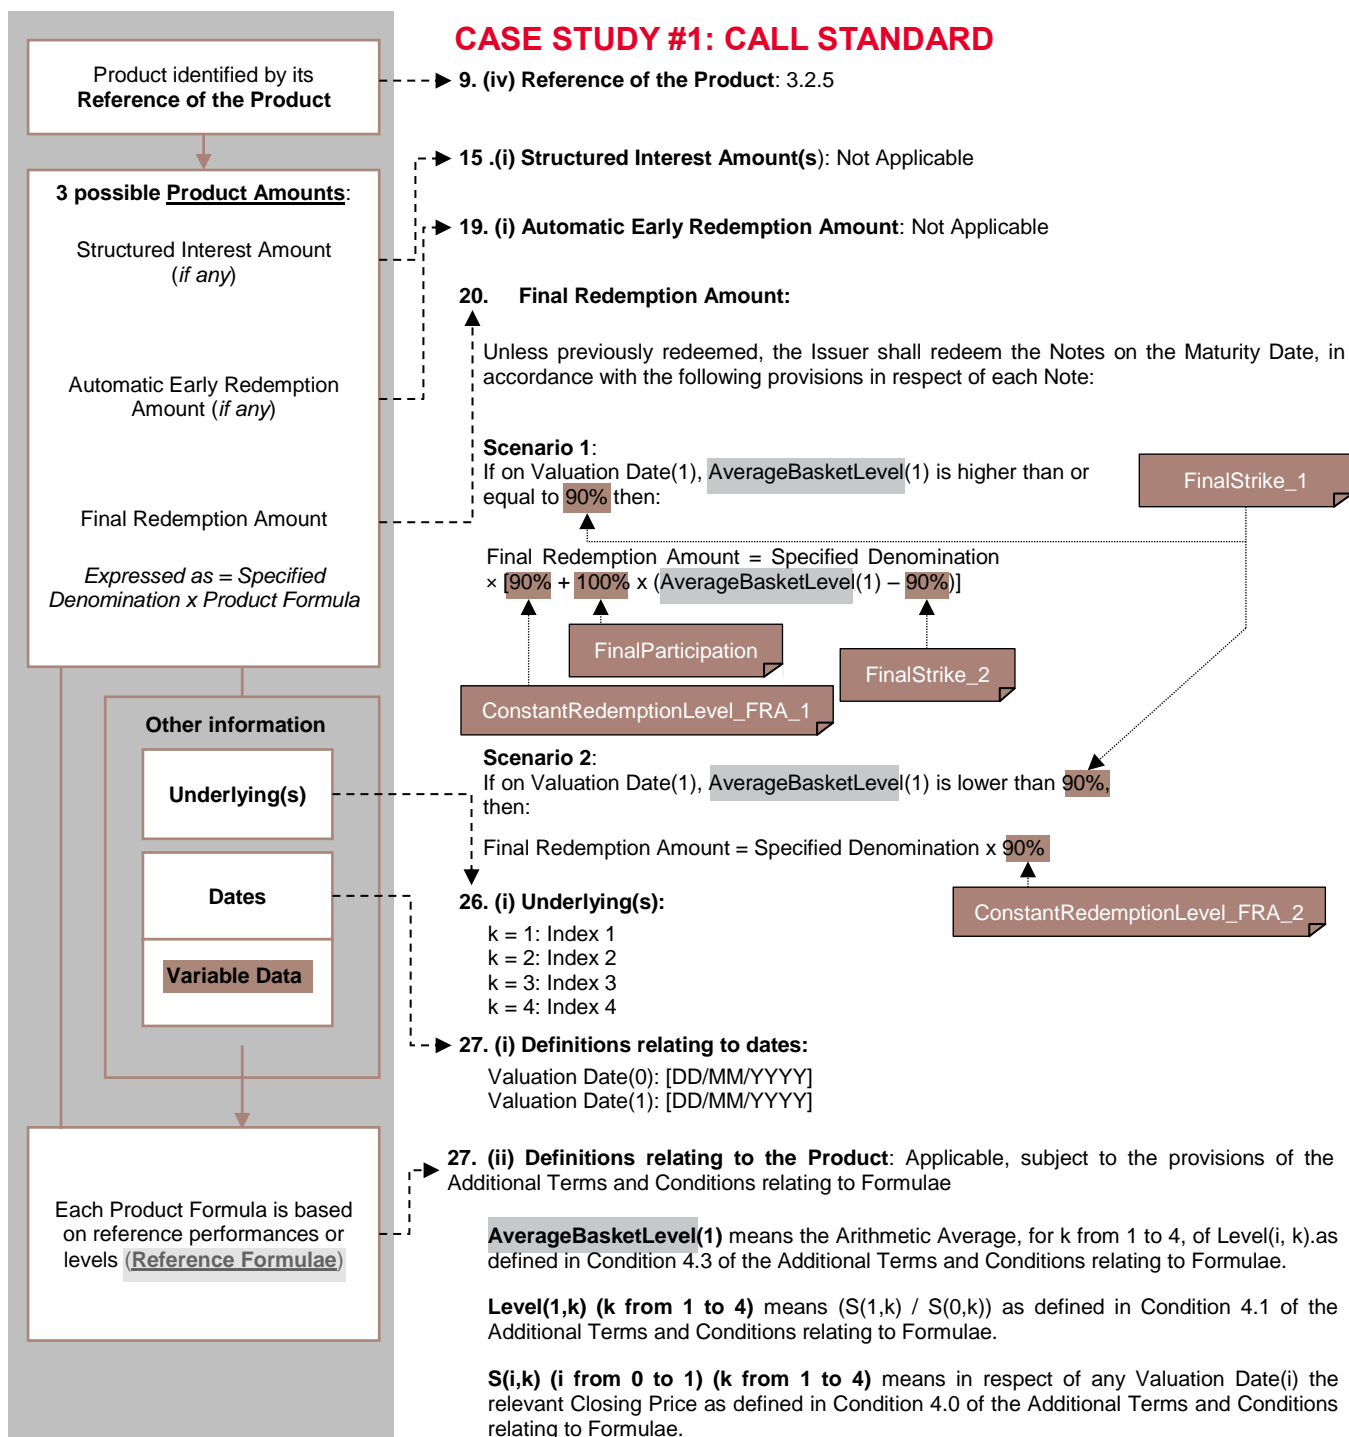 CASE STUDY #1: CALL STANDARD
Product identified by its
Reference of the Product
9. (iv) Reference of the Product: 3.2.5
15 .(i) Structured Interest Amount(s): Not Applicable
3 possible Product Amounts:
19. (i) Automatic Early Redemption Amount: Not Applicable
Structured Interest Amount
(if any)
20. Final Redemption Amount:
Unless previously redeemed, the Issuer shall redeem the Notes on the Maturity Date, in
accordance with the following provisions in respect of each Note:
Automatic Early Redemption
Amount (if any)
Scenario 1:
If on Valuation Date(1), AverageBasketLevel(1) is higher than or
equal to 90% then:
FinalStrike_1
Final Redemption Amount
Expressed as = Specified
Denomination x Product Formula
Final Redemption Amount = Specified Denomination
× [90% + 100% x (AverageBasketLevel(1) – 90%)]
FinalParticipation
FinalStrike_2
ConstantRedemptionLevel_FRA_1
Other information
Underlying(s)
Scenario 2:
If on Valuation Date(1), AverageBasketLevel(1) is lower than 90%,
then:
Final Redemption Amount = Specified Denomination x 90%
ConstantRedemptionLevel_FRA_2
Dates
Variable Data
26. (i) Underlying(s):
k = 1: Index 1
k = 2: Index 2
k = 3: Index 3
k = 4: Index 4
27. (i) Definitions relating to dates:
Valuation Date(0): [DD/MM/YYYY]
Valuation Date(1): [DD/MM/YYYY]
27. (ii) Definitions relating to the Product: Applicable, subject to the provisions of the
Additional Terms and Conditions relating to Formulae
Each Product Formula is based
on reference performances or
levels (Reference Formulae)
AverageBasketLevel(1) means the Arithmetic Average, for k from 1 to 4, of Level(i, k).as
defined in Condition 4.3 of the Additional Terms and Conditions relating to Formulae.
Level(1,k) (k from 1 to 4) means (S(1,k) / S(0,k)) as defined in Condition 4.1 of the
Additional Terms and Conditions relating to Formulae.
S(i,k) (i from 0 to 1) (k from 1 to 4) means in respect of any Valuation Date(i) the
relevant Closing Price as defined in Condition 4.0 of the Additional Terms and Conditions
relating to Formulae.